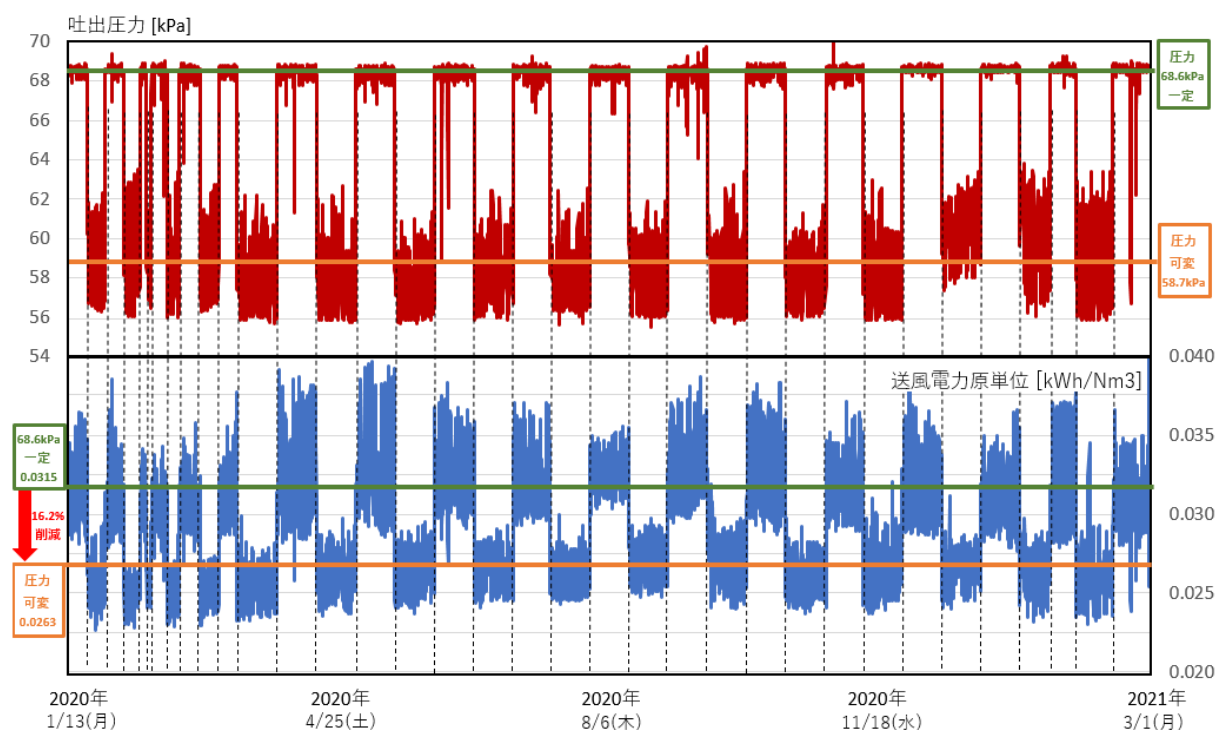 吐出圧力 [kPa]
70
68
66
64
62
60
58
56
54
圧力
68.6kPa
一定
圧力
可変
58.7kPa
送風電力原単位 [kWh/Nm3]
0.040
0.035
0.030
0.025
0.020
68.6kPa
一定
0.0315
16.2%
削減
圧力
可変
0.0263
2020年
1/13(月)
2020年
4/25(土)
2020年
8/6(木)
2020年
11/18(水)
2021年
3/1(月)